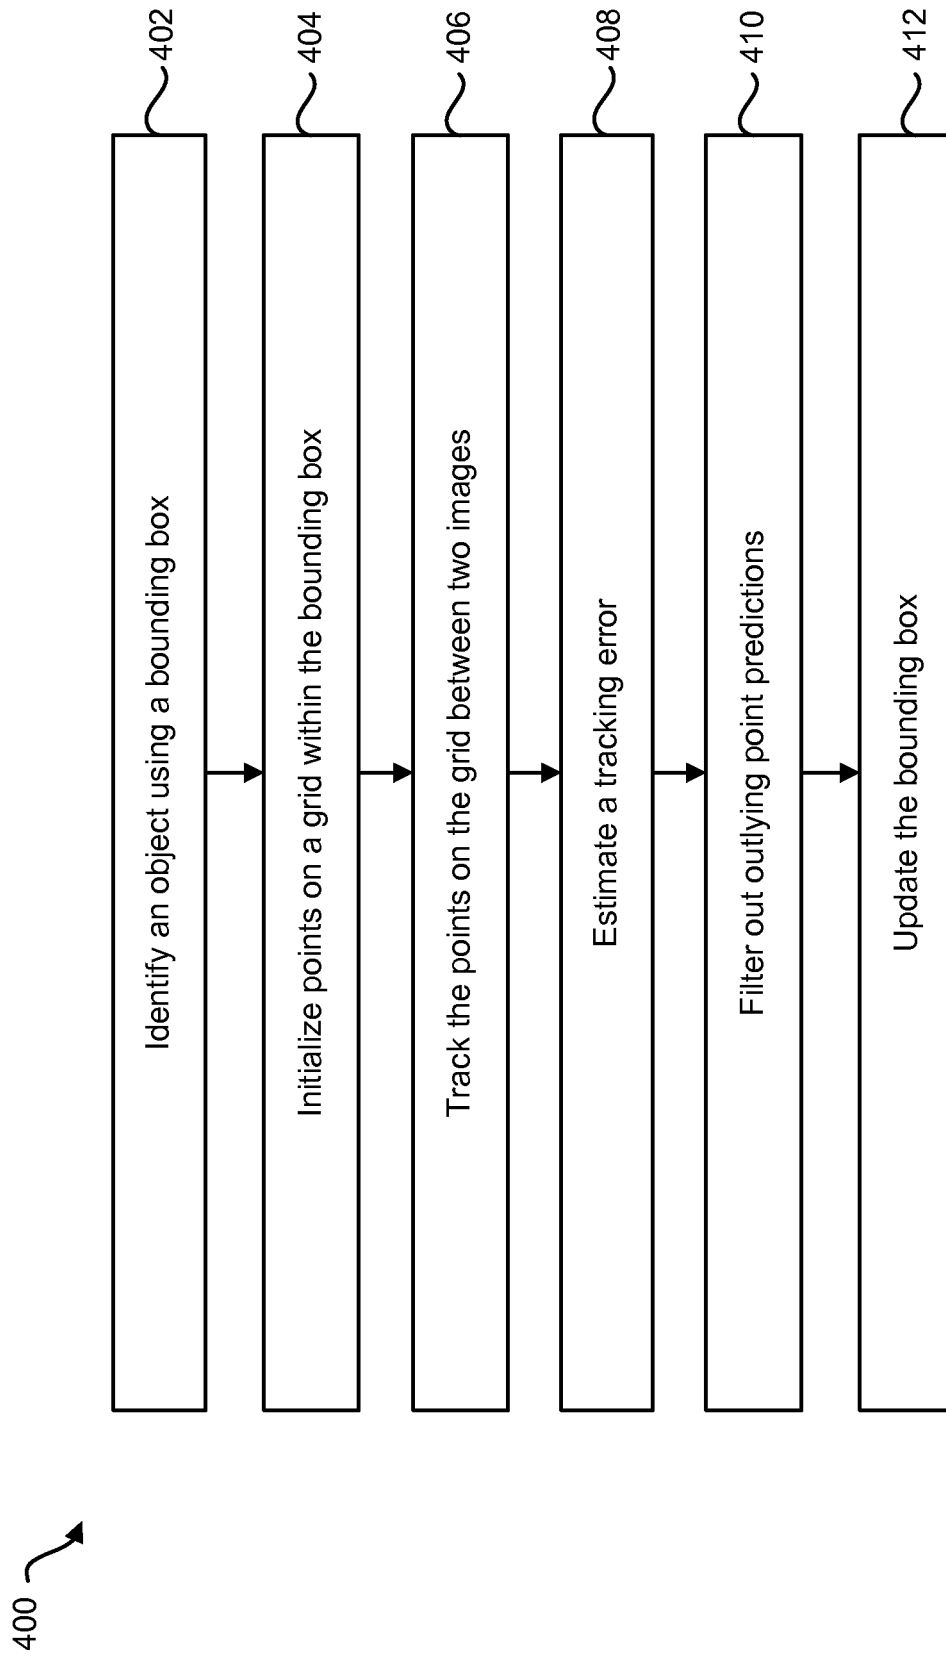 400
Identify an object using a bounding box
402
Initialize points on a grid within the bounding box
404
Track the points on the grid between two images
406
Estimate a tracking error
408
Filter out outlying point predictions
410
Update the bounding box
412